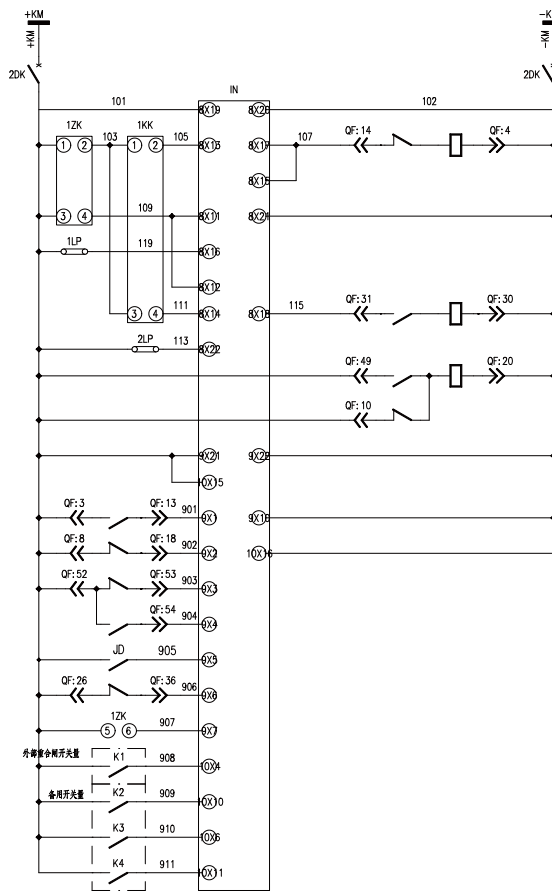 +KM -K
+KM -KM
2DK 2DK
IN
101 8X19 8X20 102
1ZK 1KK
1 2 103 1 2 105 8X13 8X17 107 QF:14 QF:4
8X15
3 4 109 8X11 8X21
1LP 119 8X16
8X12
3 4 111 8X14 8X18 115 QF:31 QF:30
2LP 113 8X22
QF:49 QF:20
QF:10
9X21 9X22
10X15
QF:3 QF:13 901 9X1 9X10
QF:8 QF:18 902 9X2 10X16
QF:52 QF:53 903 9X3
QF:54 904 9X4
JD 905 9X5
QF:26 QF:36 906 9X6
1ZK
5 6 907 9X7
外部重合闸开关量
K1 908 10X4
备用开关量
K2 909 10X10
K3 910 10X6
K4 911 10X11